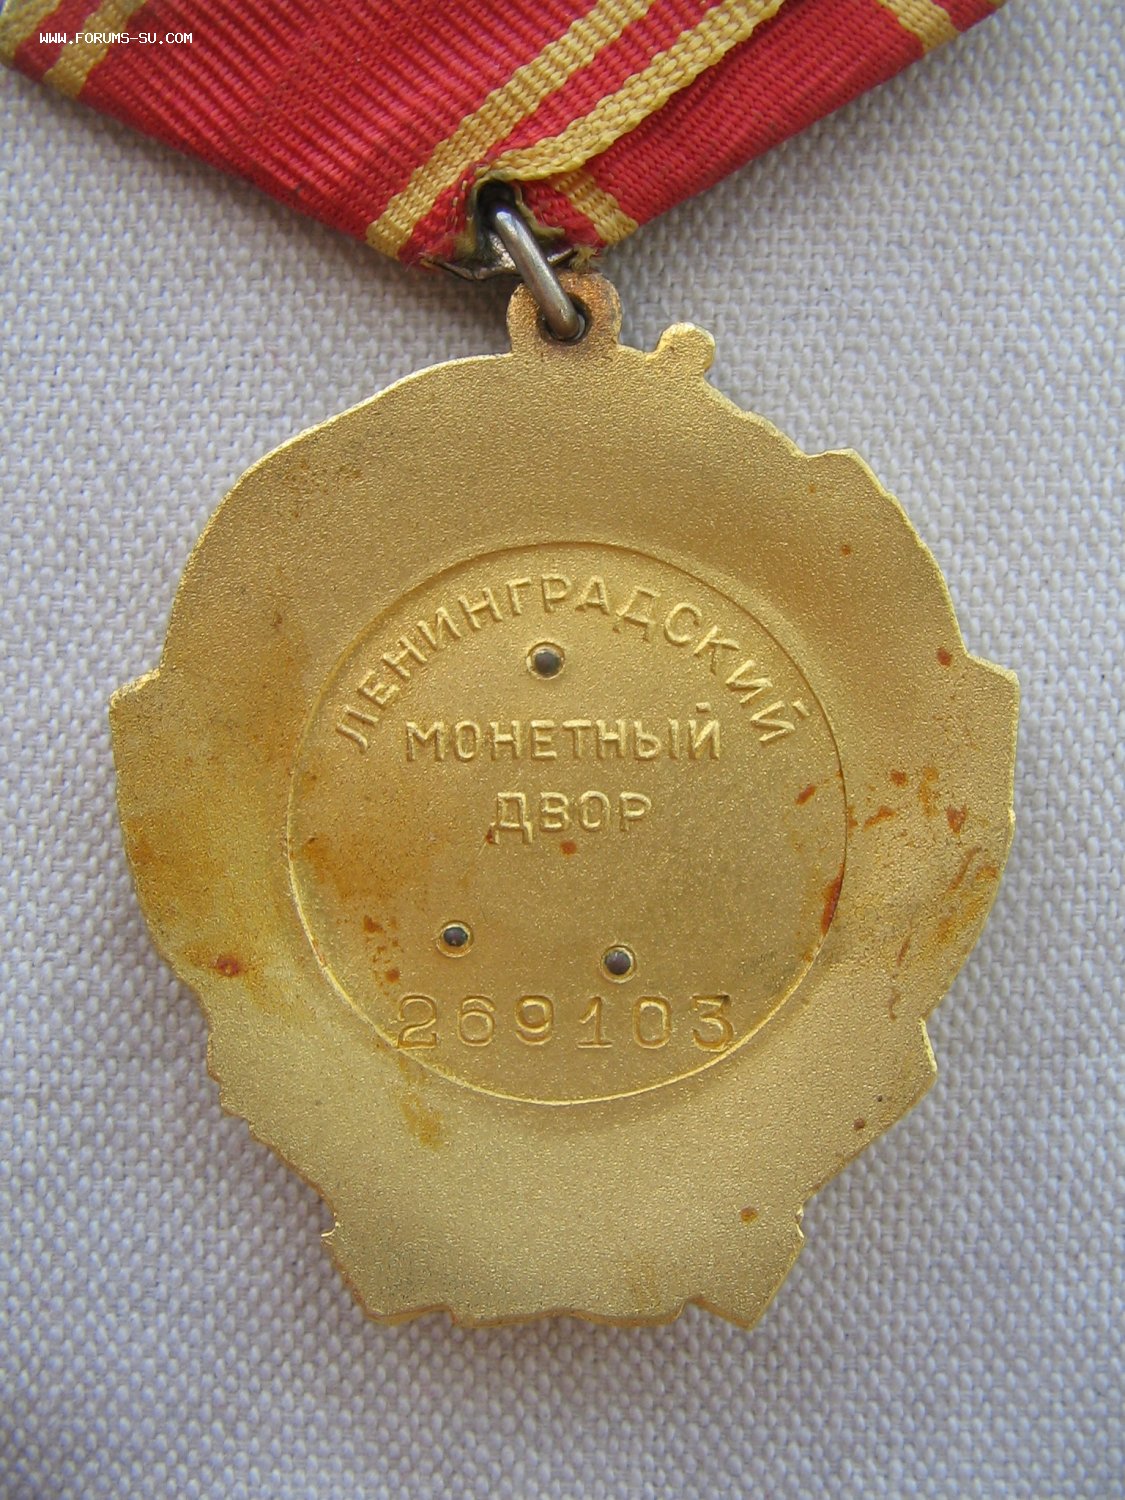 WWW.FORUMS-SU.COM
ЛЕНИНГРАДСКИЙ
МОНЕТНЫЙ
ДВОР
269103